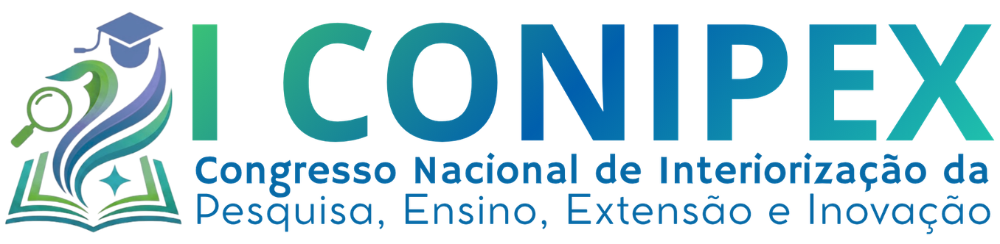 I CONIPEX
Congresso Nacional de Interiorização da
Pesquisa, Ensino, Extensão e Inovação